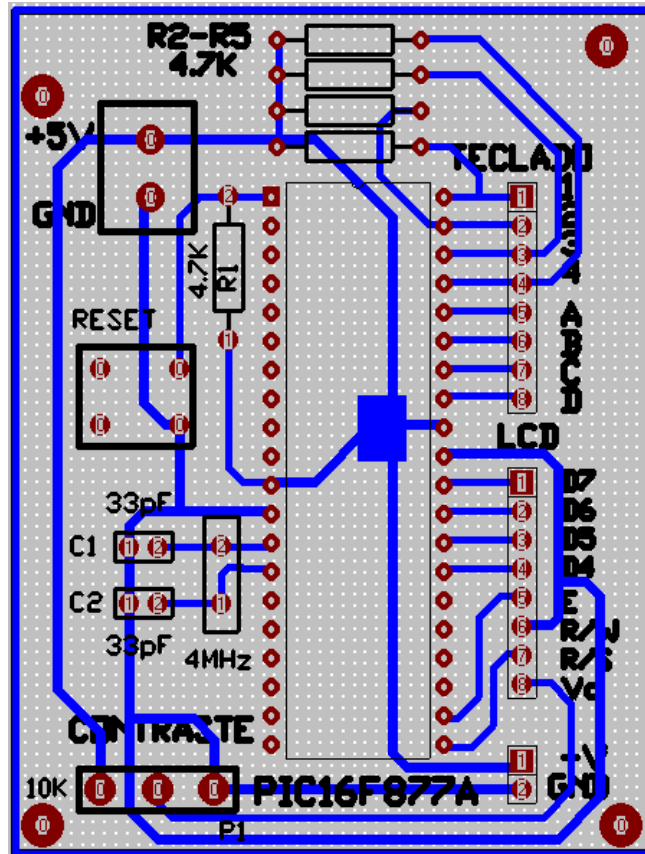 R2-R5
4.7K
+5V
TECLADO
1
2
3
4
GND
4.7K
R1
RESET
A
B
C
D
LCD
33pF
D7
D6
D5
D4
C1
C2
33pF
4MHz
E
R/W
R/S
CONTRASTE
10K
PIC16F877A
GND
P1